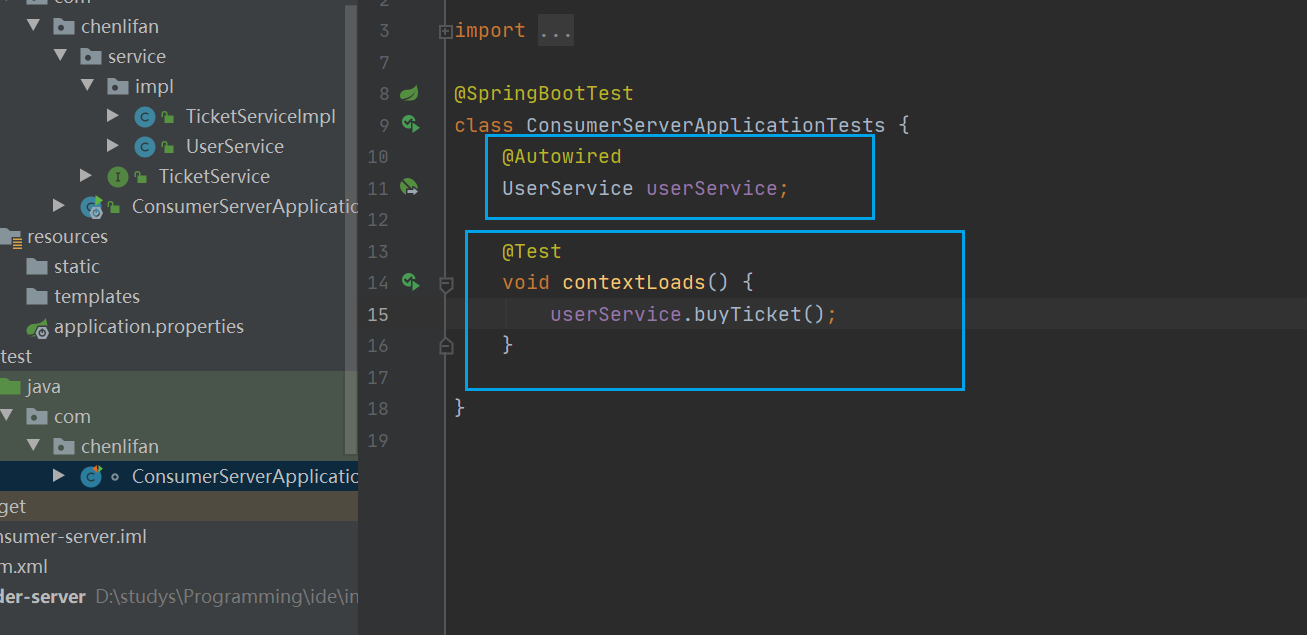 com
chenlifan
service
impl
TicketServiceImpl
UserService
TicketService
ConsumerServerApplicatio
resources
static
templates
application.properties
test
java
com
chenlifan
ConsumerServerApplicatio
get
nsumer-server.iml
m.xml
der-server D:\studys\Programming\ide\in
2
3 import ...
7
8 @SpringBootTest
9 class ConsumerServerApplicationTests {
10 @Autowired
11 UserService userService;
12
13 @Test
14 void contextLoads() {
15 userService.buyTicket();
16 }
17
18 }
19